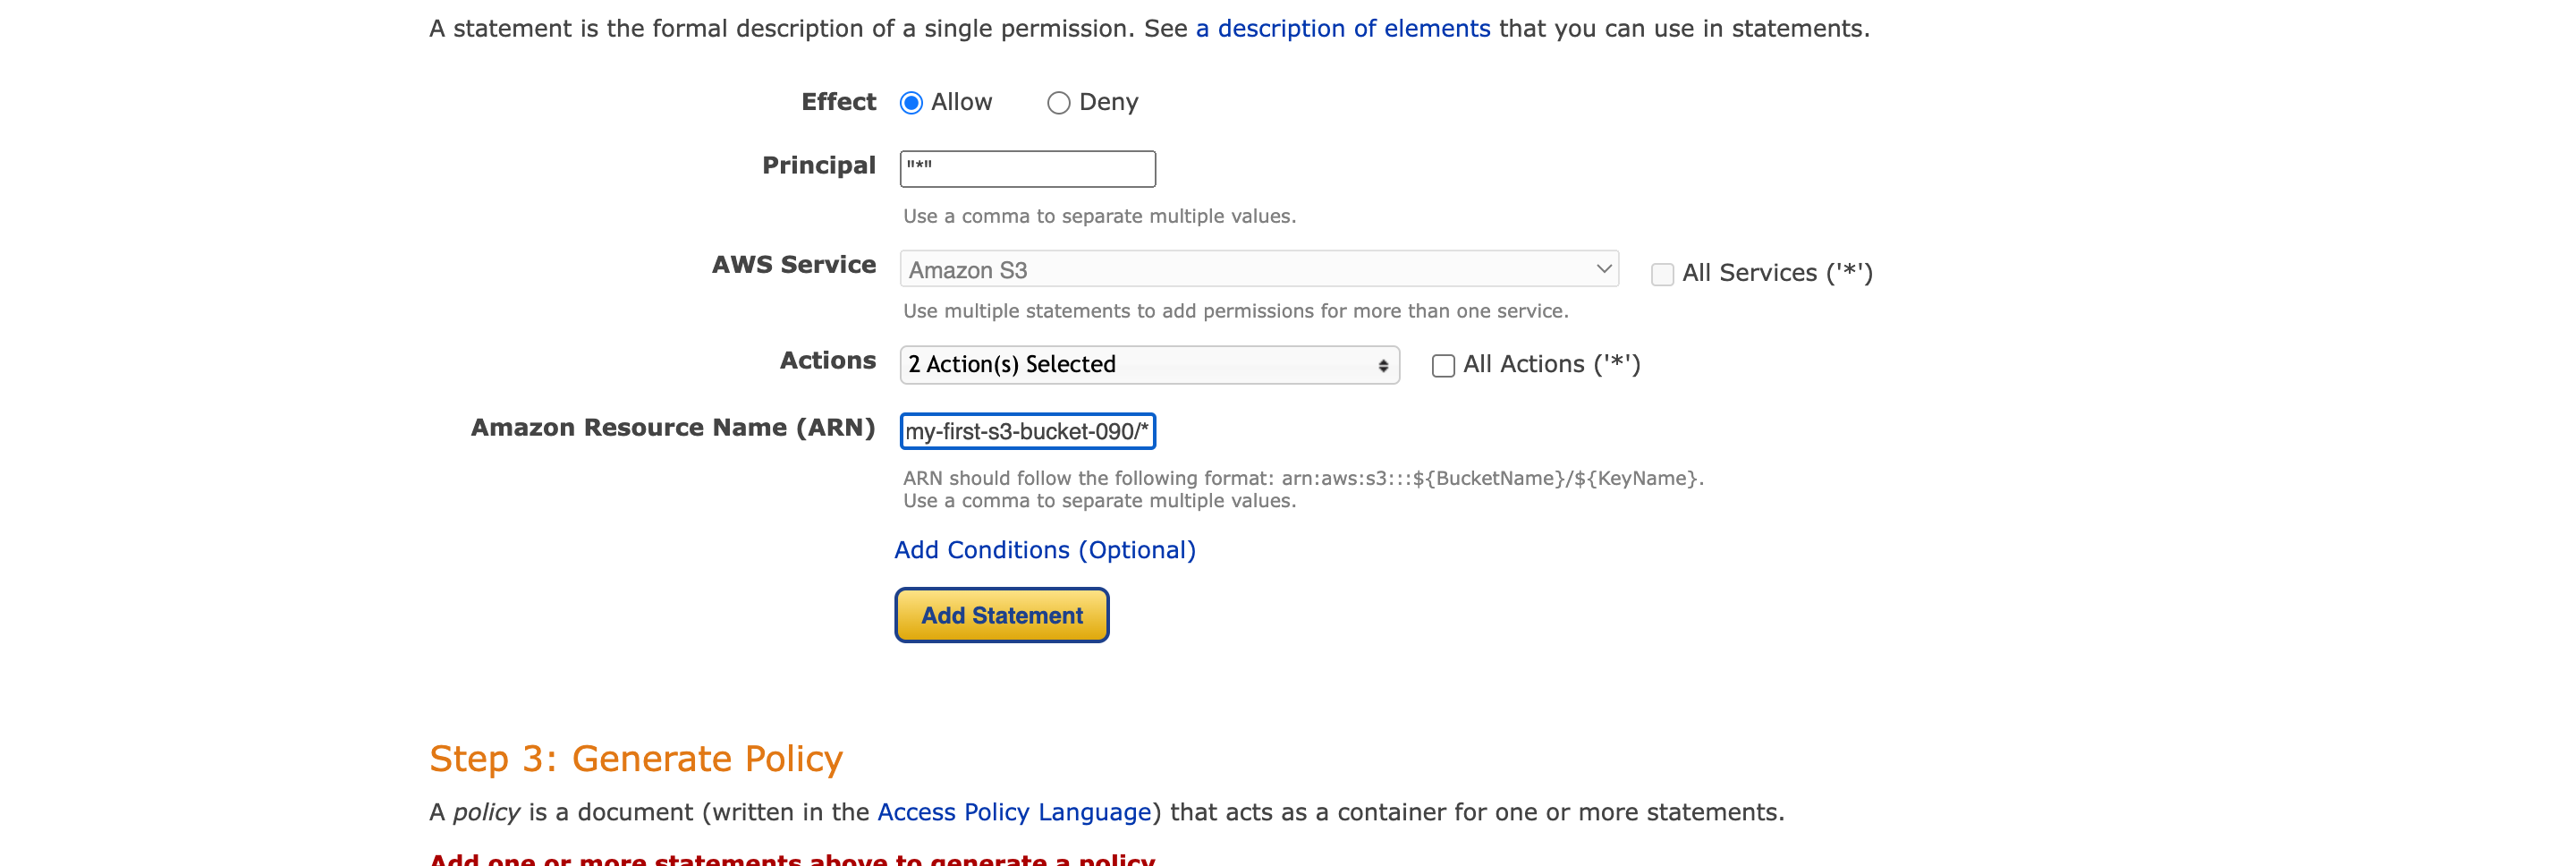 A statement is the formal description of a single permission. See a description of elements that you can use in statements.
Effect Allow Deny
Principal "*"
Use a comma to separate multiple values.
AWS Service Amazon S3 All Services ('*')
Use multiple statements to add permissions for more than one service.
Actions 2 Action(s) Selected All Actions ('*')
Amazon Resource Name (ARN) my-first-s3-bucket-090/*
ARN should follow the following format: arn:aws:s3:::${BucketName}/${KeyName}.
Use a comma to separate multiple values.
Add Conditions (Optional)
Add Statement
Step 3: Generate Policy
A policy is a document (written in the Access Policy Language) that acts as a container for one or more statements.
Add one or more statements above to generate a policy.